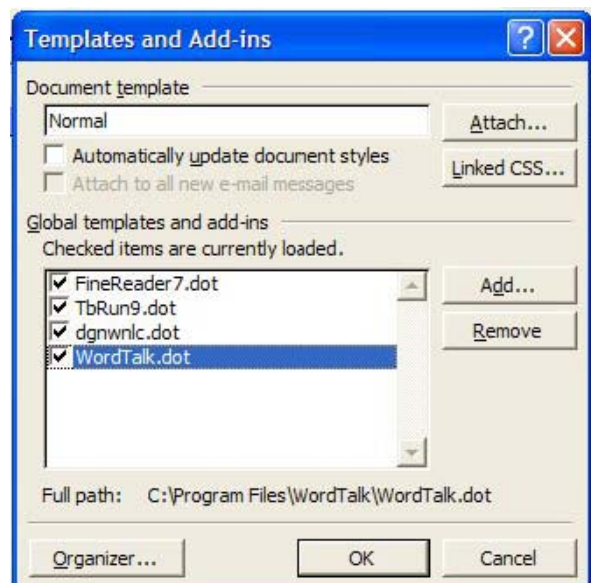 Templates and Add-ins
Document template
Normal
Attach...
Automatically update document styles
Linked CSS...
Attach to all new e-mail messages
Global templates and add-ins
Checked items are currently loaded.
FineReader7.dot
Add...
TbRun9.dot
dgnwnlc.dot
Remove
WordTalk.dot
Full path: C:\Program Files\WordTalk\WordTalk.dot
Organizer... OK Cancel